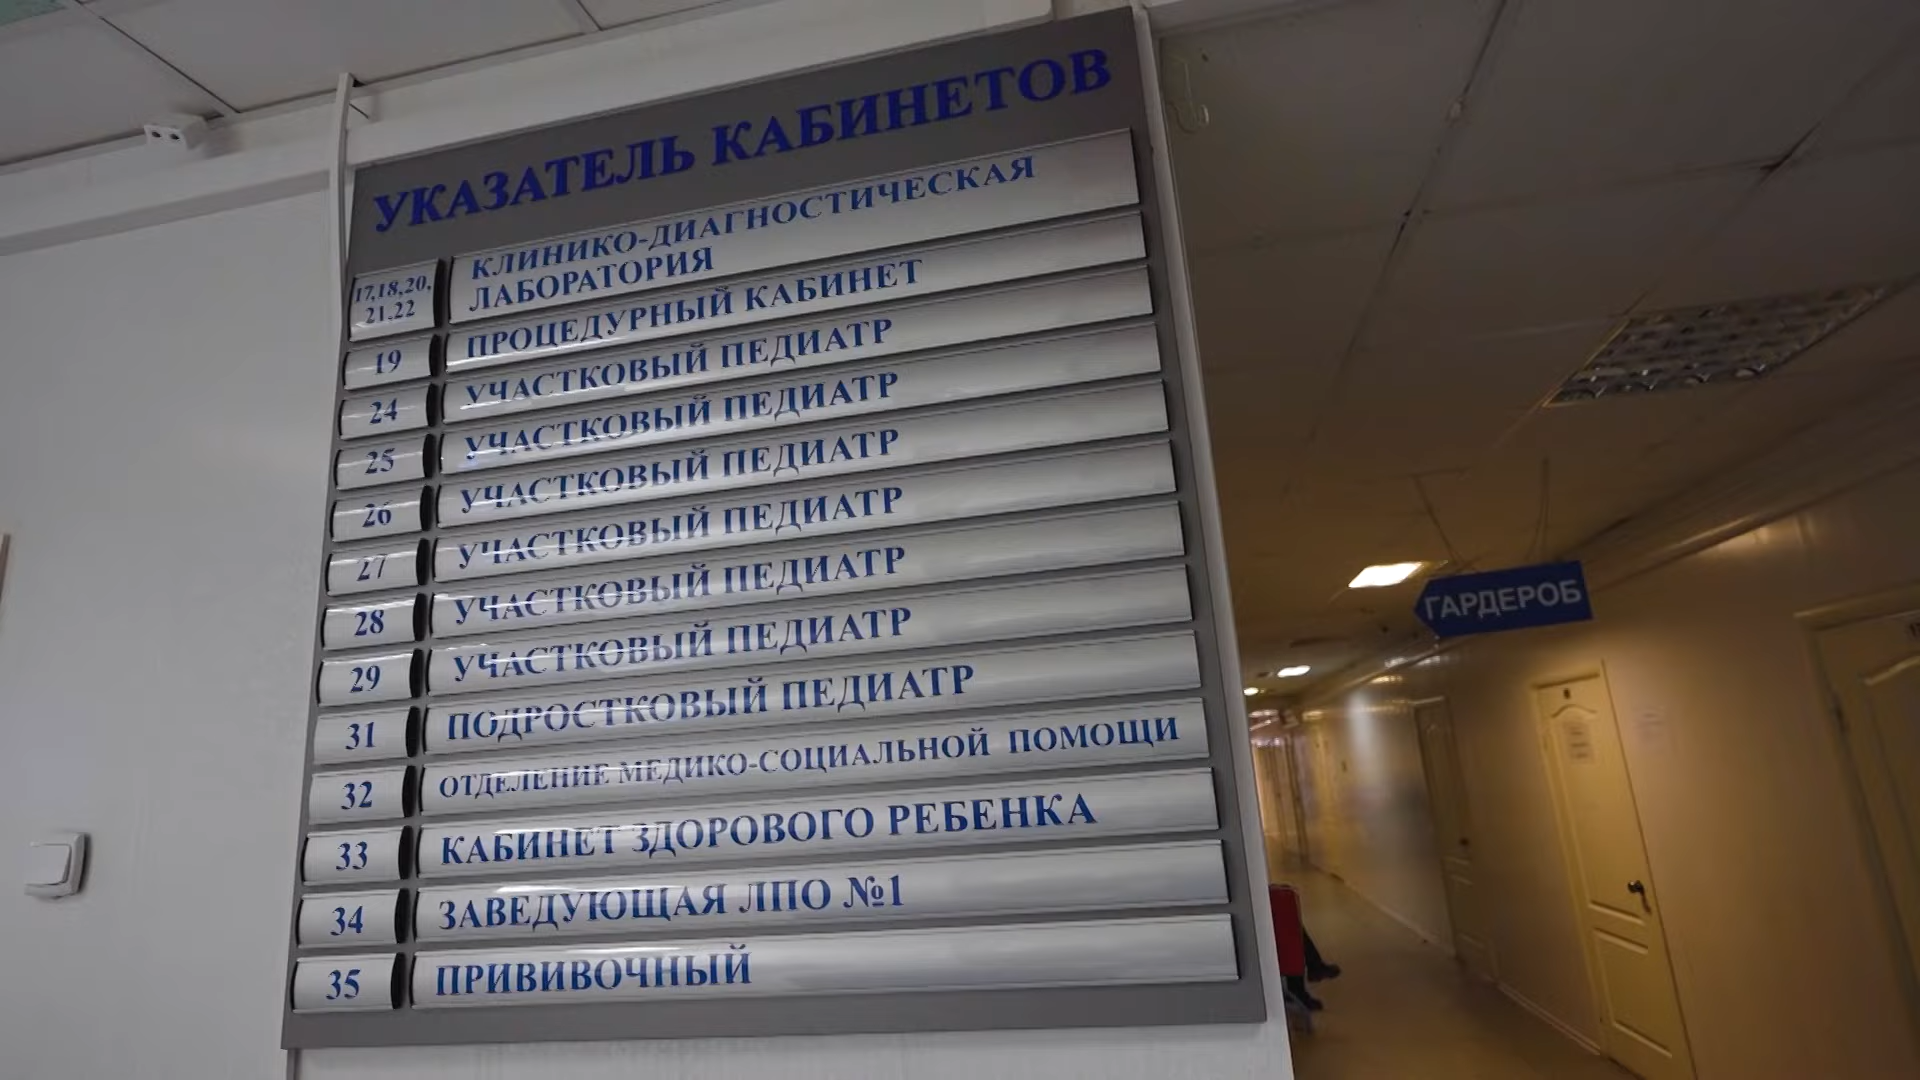 УКАЗАТЕЛЬ КАБИНЕТОВ
17,18,20, КЛИНИКО-ДИАГНОСТИЧЕСКАЯ
21,22 ЛАБОРАТОРИЯ
19 ПРОЦЕДУРНЫЙ КАБИНЕТ
24 УЧАСТКОВЫЙ ПЕДИАТР
25 УЧАСТКОВЫЙ ПЕДИАТР
26 УЧАСТКОВЫЙ ПЕДИАТР
27 УЧАСТКОВЫЙ ПЕДИАТР
28 УЧАСТКОВЫЙ ПЕДИАТР
29 УЧАСТКОВЫЙ ПЕДИАТР
31 ПОДРОСТКОВЫЙ ПЕДИАТР
32 ОТДЕЛЕНИЕ МЕДИКО-СОЦИАЛЬНОЙ ПОМОЩИ
33 КАБИНЕТ ЗДОРОВОГО РЕБЕНКА
34 ЗАВЕДУЮЩАЯ ЛПО №1
35 ПРИВИВОЧНЫЙ
ГАРДЕРОБ